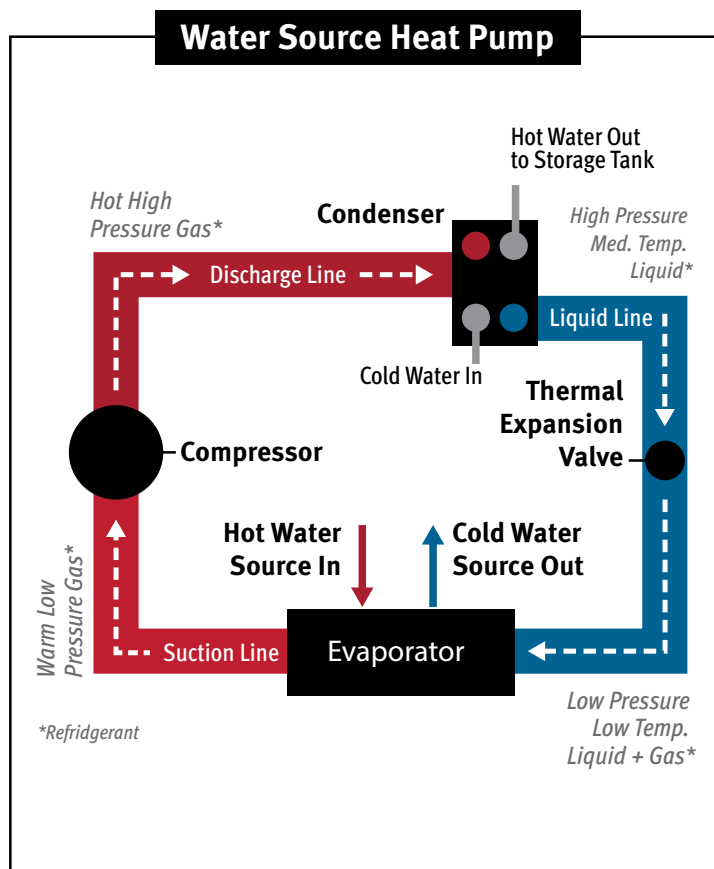 Water Source Heat Pump
Hot Water Out
to Storage Tank
Hot High
Pressure Gas*
Condenser
High Pressure
Med. Temp.
Liquid*
Discharge Line
Liquid Line
Cold Water In
Thermal
Expansion
Valve
Compressor
Hot Water
Source In
Cold Water
Source Out
Warm Low
Pressure Gas*
Suction Line
Evaporator
*Refridgerant
Low Pressure
Low Temp.
Liquid + Gas*